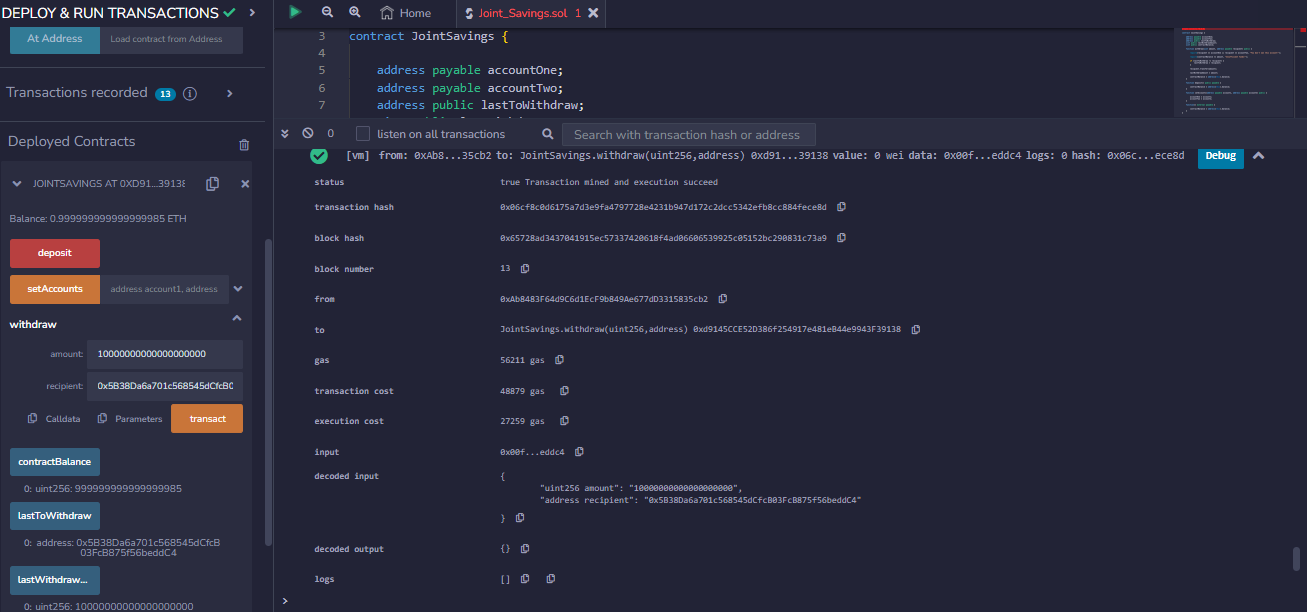 DEPLOY & RUN TRANSACTIONS
At Address
Load contract from Address
Transactions recorded 13
Deployed Contracts
JOINTSAVINGS AT 0XD91...39138
Balance: 0.999999999999999985 ETH
deposit
setAccounts
address account1, address
withdraw
amount: 10000000000000000000
recipient: 0x5B38Da6a701c568545dCfcB0
Calldata
Parameters
transact
contractBalance
0: uint256: 999999999999999985
lastToWithdraw
0: address: 0x5B38Da6a701c568545dCfcB
03FcB875f56beddC4
lastWithdraw...
0: uint256: 10000000000000000000
Home
Joint_Savings.sol 1
3 contract JointSavings {
4
5 address payable accountOne;
6 address payable accountTwo;
7 address public lastToWithdraw;
0
listen on all transactions
Search with transaction hash or address
[vm] from: 0xAb8...35cb2 to: JointSavings.withdraw(uint256,address) 0xd91...39138 value: 0 wei data: 0x00f...eddc4 logs: 0 hash: 0x06c...ece8d
Debug
status true Transaction mined and execution succeed
transaction hash 0x06cf8c0d6175a7d3e9fa4797728e4231b947d172c2dcc5342efb8cc884fece8d
block hash 0x65728ad3437041915ec57337420618f4ad06606539925c05152bc290831c73a9
block number 13
from 0xAb8483F64d9C6d1EcF9b849Ae677dD3315835cb2
to JointSavings.withdraw(uint256,address) 0xd9145CCE52D386f254917e481eB44e9943F39138
gas 56211 gas
transaction cost 48879 gas
execution cost 27259 gas
input 0x00f...eddc4
decoded input {
"uint256 amount": "10000000000000000000",
"address recipient": "0x5B38Da6a701c568545dCfcB03FcB875f56beddC4"
}
decoded output {}
logs []
>